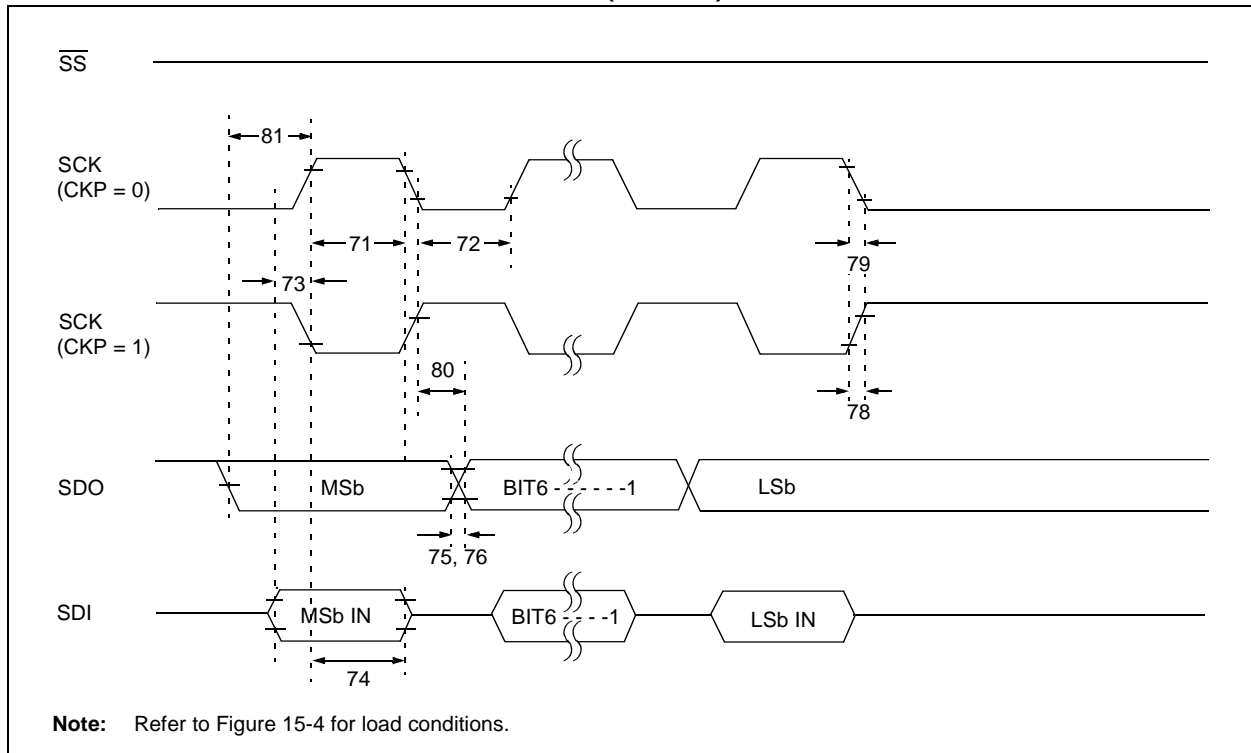 SS
81
SCK
(CKP = 0)
71
72
79
73
SCK
(CKP = 1)
80
78
SDO
MSb
BIT6 - - - - - -1
LSb
75, 76
SDI
MSb IN
BIT6 - - - -1
LSb IN
74
Note: Refer to Figure 15-4 for load conditions.